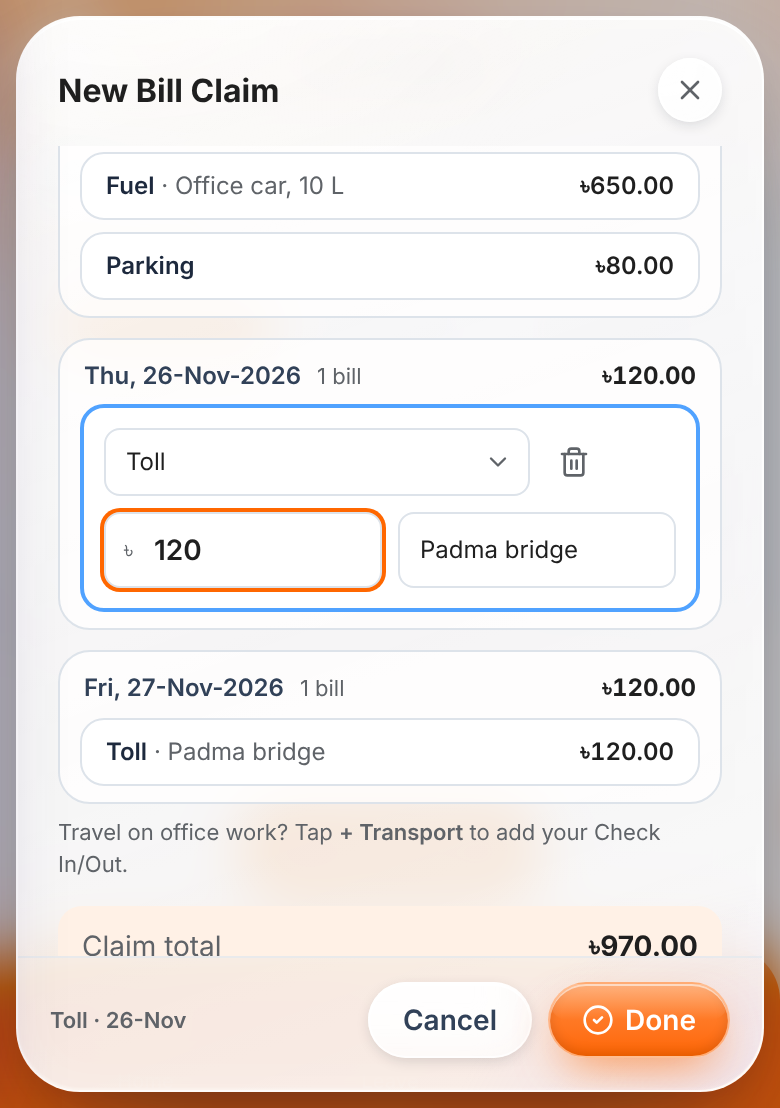 New Bill Claim
Fuel · Office car, 10 L ৳650.00
Parking ৳80.00
Thu, 26-Nov-2026 1 bill ৳120.00
Toll
৳ 120 Padma bridge
Fri, 27-Nov-2026 1 bill ৳120.00
Toll · Padma bridge ৳120.00
Travel on office work? Tap + Transport to add your Check
In/Out.
Claim total ৳970.00
Toll · 26-Nov Cancel Done